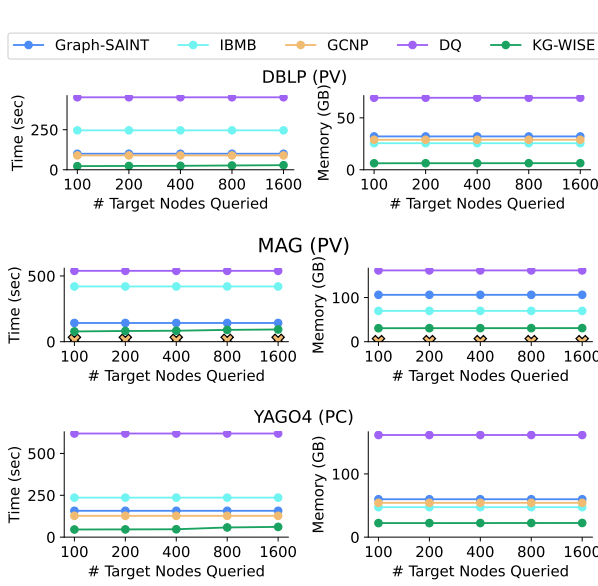 Graph-SAINT IBMB GCNP DQ KG-WISE
DBLP (PV)
Time (sec)
250
0
100 200 400 800 1600
# Target Nodes Queried
Memory (GB)
50
0
100 200 400 800 1600
# Target Nodes Queried
MAG (PV)
Time (sec)
500
0
100 200 400 800 1600
# Target Nodes Queried
Memory (GB)
100
0
100 200 400 800 1600
# Target Nodes Queried
YAGO4 (PC)
Time (sec)
500
250
0
100 200 400 800 1600
# Target Nodes Queried
Memory (GB)
100
0
100 200 400 800 1600
# Target Nodes Queried